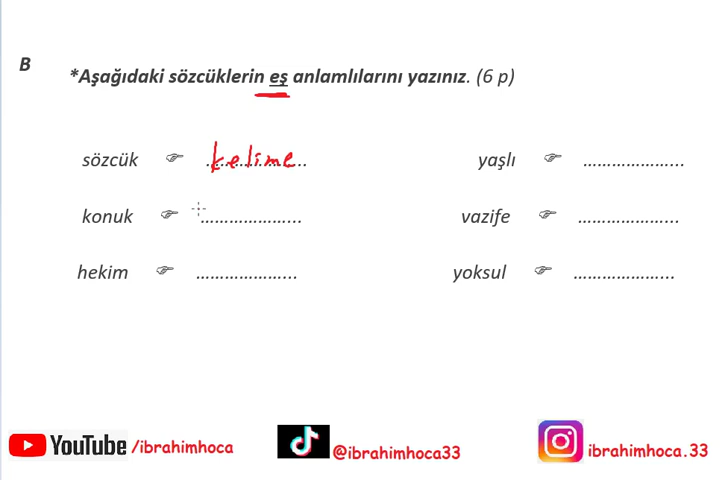 B
*Aşağıdaki sözcüklerin eş anlamlılarını yazınız. (6 p)
sözcük ☞ kelime yaşlı ☞ .......................
konuk ☞ ....................... vazife ☞ .......................
hekim ☞ ....................... yoksul ☞ .......................
YouTube /ibrahimhoca @ibrahimhoca33 ibrahimhoca.33